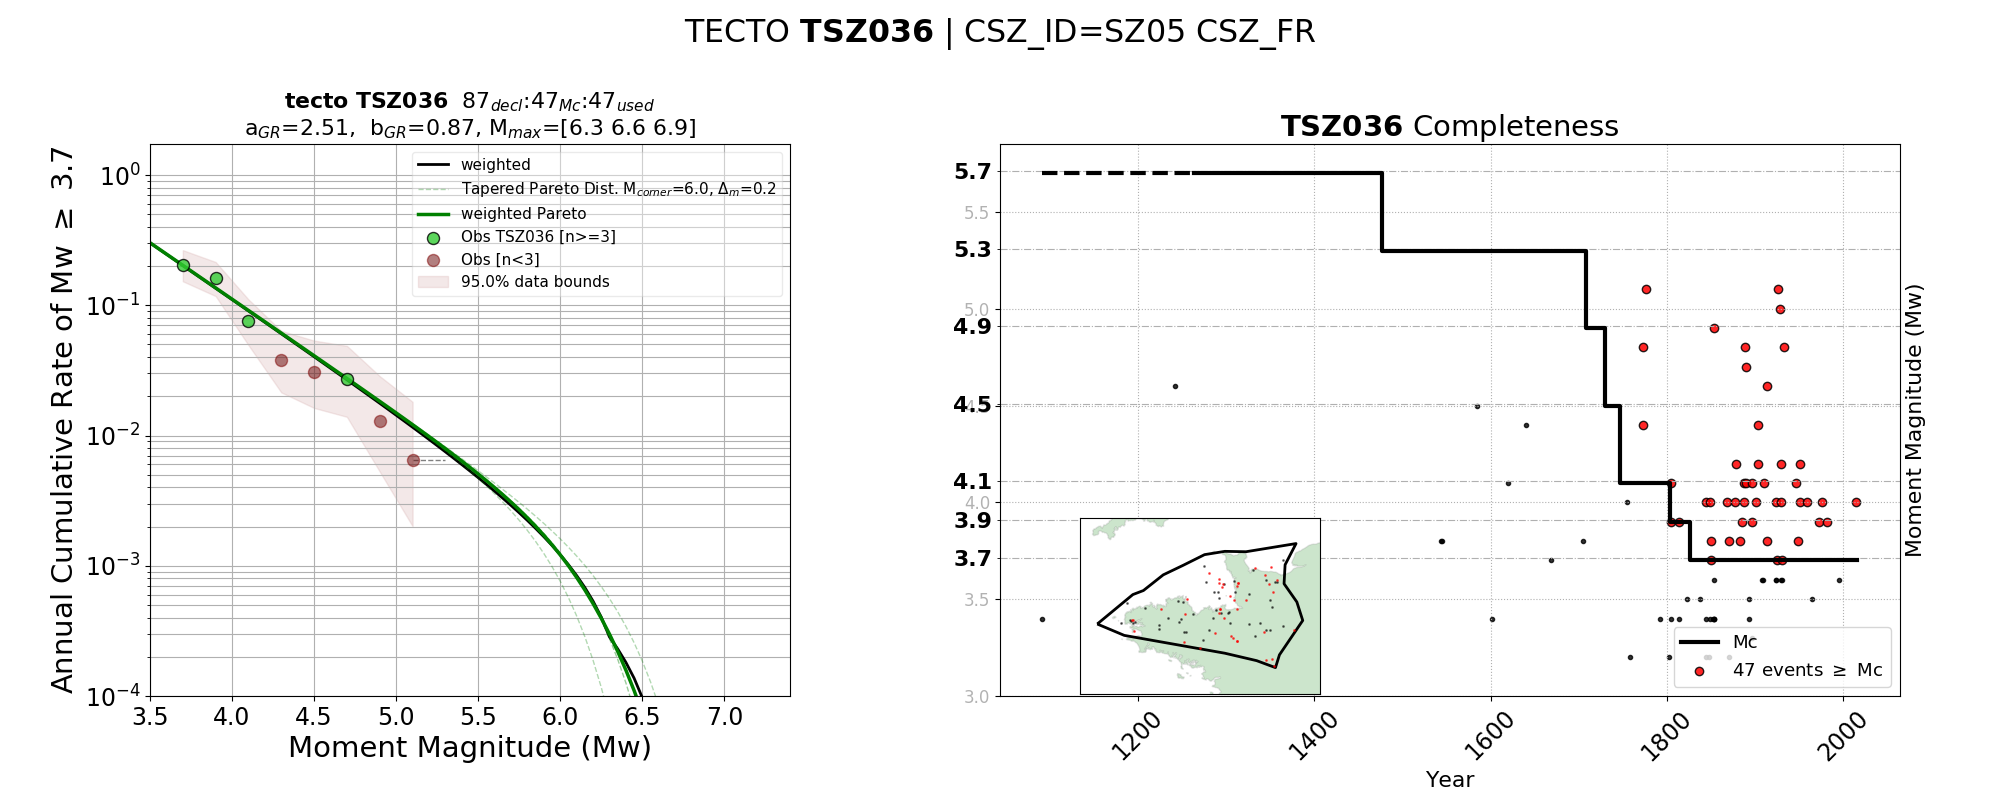 TECTO TSZ036 | CSZ_ID=SZ05 CSZ_FR
tecto TSZ036 87decl:47Mc:47used
aGR=2.51, bGR=0.87, Mmax=[6.3 6.6 6.9]
Annual Cumulative Rate of Mw ≥ 3.7
10^0
10^-1
10^-2
10^-3
10^-4
weighted
Tapered Pareto Dist. Mcorner=6.0, Δm=0.2
weighted Pareto
Obs TSZ036 [n>=3]
Obs [n<3]
95.0% data bounds
3.5 4.0 4.5 5.0 5.5 6.0 6.5 7.0
Moment Magnitude (Mw)
TSZ036 Completeness
5.7
5.5
5.3
5.0
4.9
4.5
4.1
4.0
3.9
3.7
3.5
3.0
Moment Magnitude (Mw)
Mc
47 events ≥ Mc
1200 1400 1600 1800 2000
Year